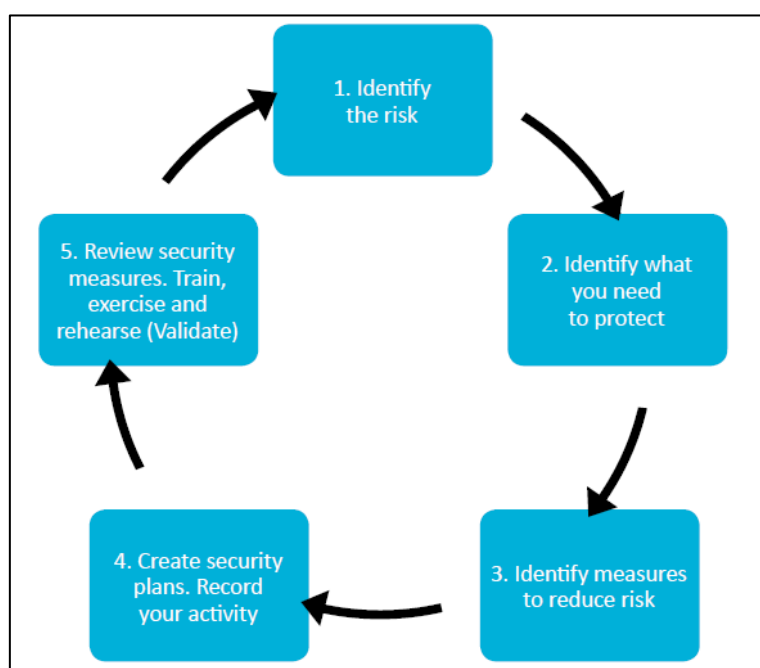 1. Identify
the risk
2. Identify what
you need
to protect
3. Identify measures
to reduce risk
4. Create security
plans. Record
your activity
5. Review security
measures. Train,
exercise and
rehearse (Validate)